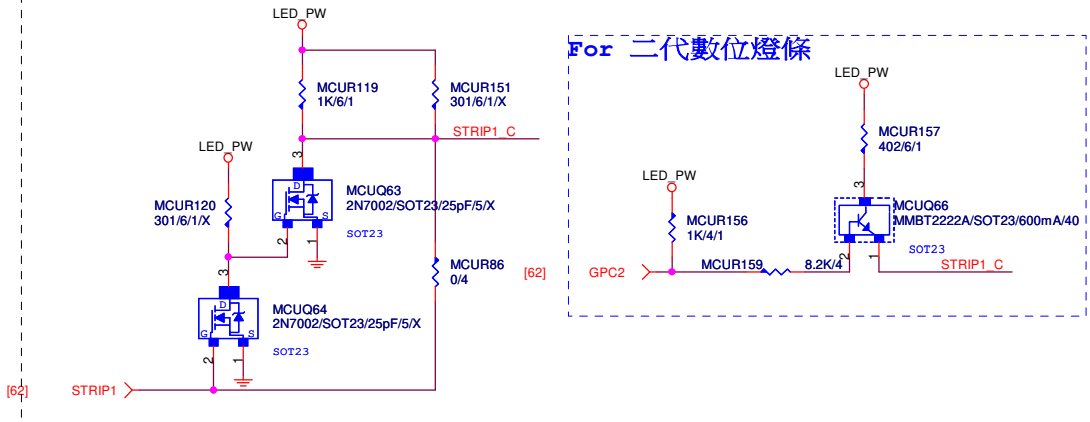 LED_PW
MCUR119
1K/6/1
MCUR151
301/6/1/X
STRIP1_C
3
D
G
S
2
1
MCUQ63
2N7002/SOT23/25pF/5/X
SOT23
LED_PW
MCUR120
301/6/1/X
3
D
G
S
2
1
MCUQ64
2N7002/SOT23/25pF/5/X
SOT23
MCUR86
0/4
[62]
STRIP1
For 二代數位燈條
LED_PW
MCUR157
402/6/1
3
MCUQ66
MMBT2222A/SOT23/600mA/40
SOT23
2
1
STRIP1_C
LED_PW
MCUR156
1K/4/1
[62]
GPC2
MCUR159
8.2K/4